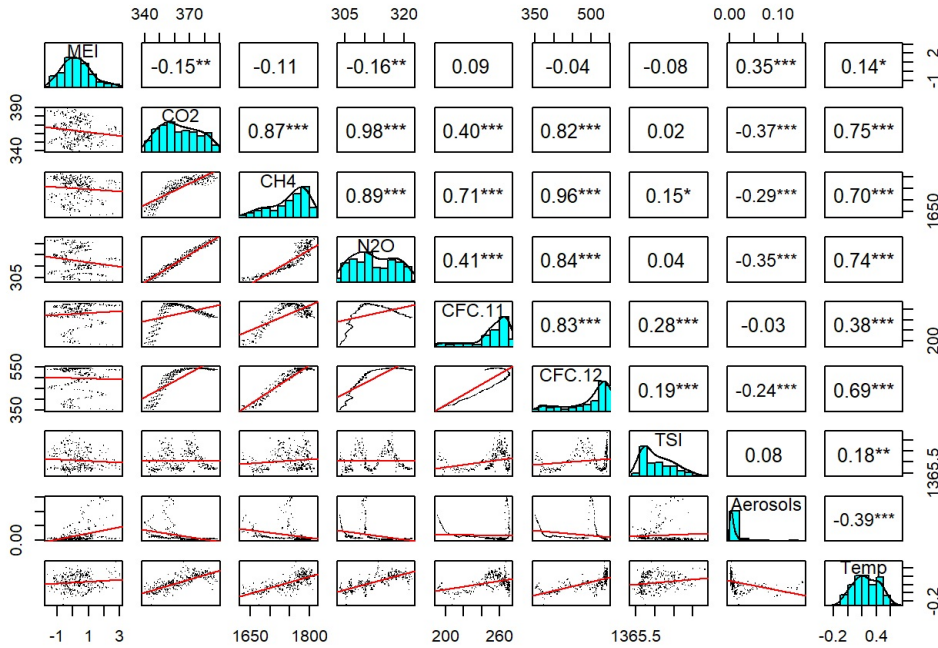 340 370 305 320 350 500 0.00 0.10
MEI -0.15** -0.11 -0.16** 0.09 -0.04 -0.08 0.35*** 0.14* -1 2
340 390 CO2 0.87*** 0.98*** 0.40*** 0.82*** 0.02 -0.37*** 0.75***
CH4 0.89*** 0.71*** 0.96*** 0.15* -0.29*** 0.70*** 1650
305 N2O 0.41*** 0.84*** 0.04 -0.35*** 0.74***
CFC.11 0.83*** 0.28*** -0.03 0.38*** 200
350 550 CFC.12 0.19*** -0.24*** 0.69***
TSI 0.08 0.18** 1365.5
0.00 Aerosols -0.39***
Temp -0.2
-1 1 3 1650 1800 200 260 1365.5 -0.2 0.4